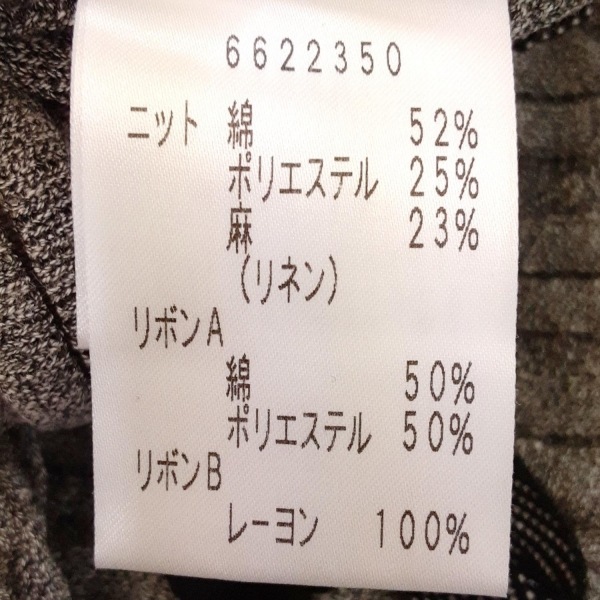 6622350
ニット 綿 52%
ポリエステル 25%
麻 23%
(リネン)
リボンA
綿 50%
ポリエステル 50%
リボンB
レーヨン 100%